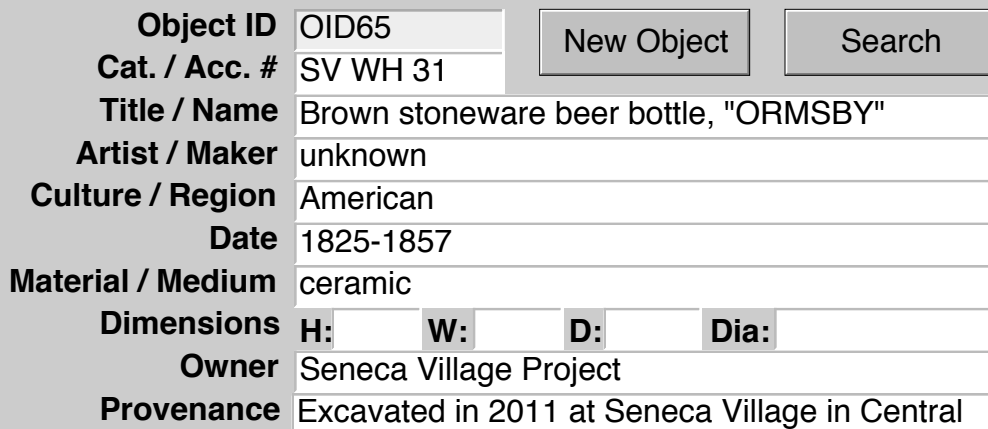 Object ID OID65 New Object Search
Cat. / Acc. # SV WH 31
Title / Name Brown stoneware beer bottle, "ORMSBY"
Artist / Maker unknown
Culture / Region American
Date 1825-1857
Material / Medium ceramic
Dimensions H: W: D: Dia:
Owner Seneca Village Project
Provenance Excavated in 2011 at Seneca Village in Central